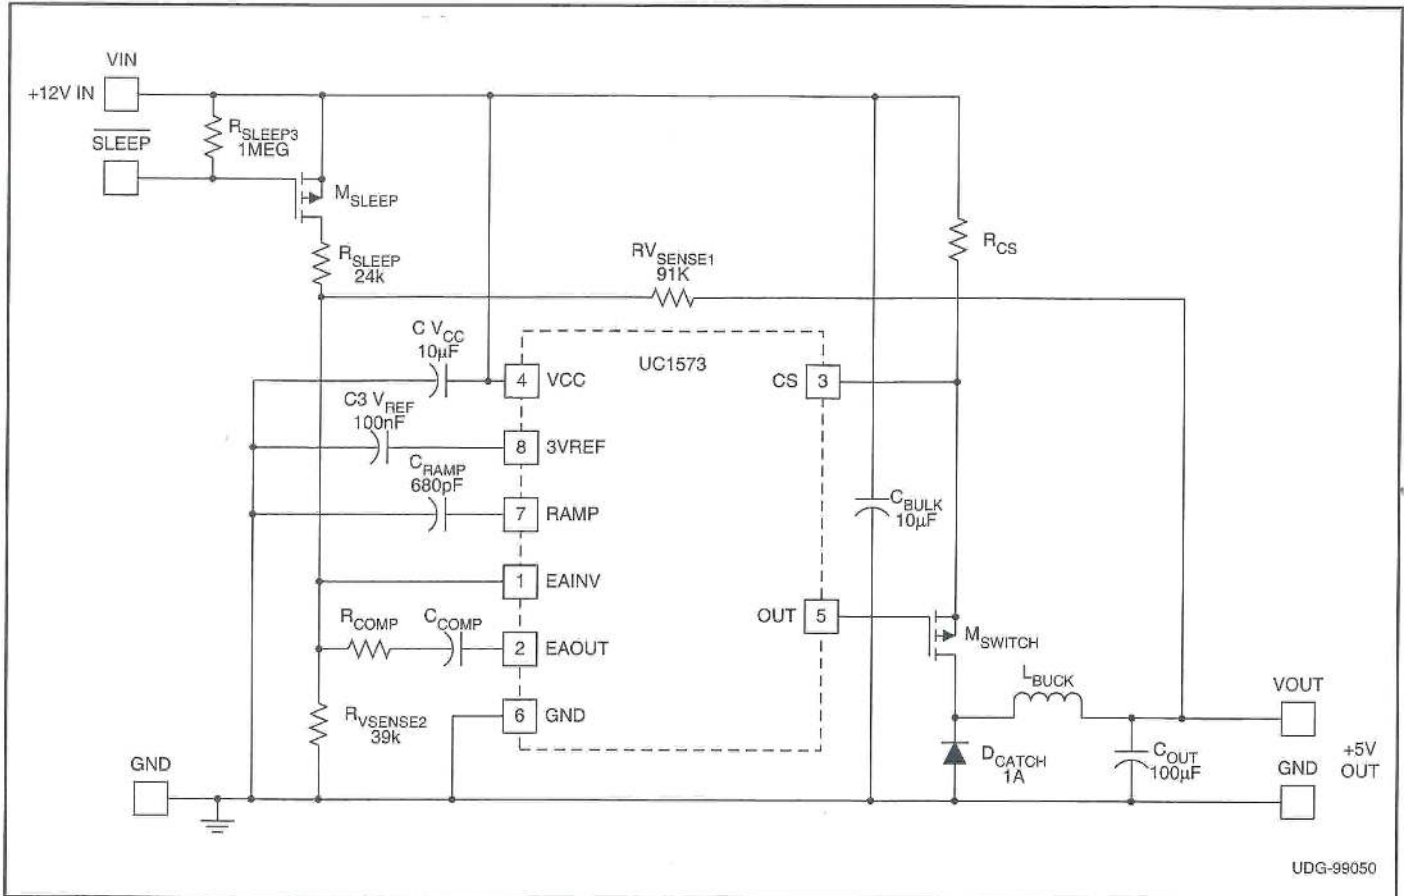 VIN
+12V IN
SLEEP
RSLEEP3
1MEG
MSLEEP
RSLEEP
24k
RVSENSE1
91K
RCS
C VCC
10µF
UC1573
4 VCC
CS 3
C3 VREF
100nF
8 3VREF
CRAMP
680pF
7 RAMP
CBULK
10µF
1 EAINV
OUT 5
RCOMP
CCOMP
2 EAOUT
MSWITCH
LBUCK
VOUT
6 GND
RVSENSE2
39k
DCATCH
1A
COUT
100µF
+5V
OUT
GND
GND
UDG-99050